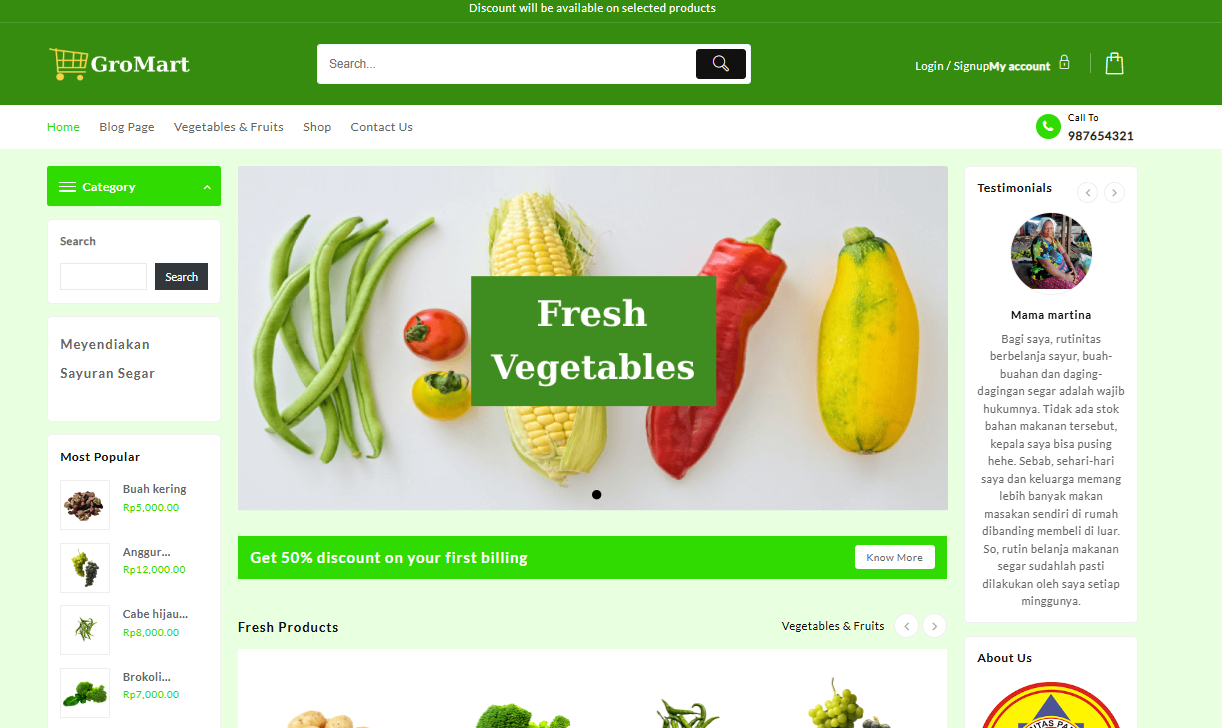 Discount will be available on selected products
GroMart
Search...
Login / Signup My account
Home Blog Page Vegetables & Fruits Shop Contact Us
Call To
987654321
Category
Search
Search
Meyendiakan
Sayuran Segar
Most Popular
Buah kering
Rp5,000.00
Anggur...
Rp12,000.00
Cabe hijau...
Rp8,000.00
Brokoli...
Rp7,000.00
Fresh
Vegetables
Get 50% discount on your first billing
Know More
Fresh Products
Vegetables & Fruits
Testimonials
Mama martina
Bagi saya, rutinitas
berbelanja sayur, buah-
buahan dan daging-
dagingan segar adalah wajib
hukumnya. Tidak ada stok
bahan makanan tersebut,
kepala saya bisa pusing
hehe. Sebab, sehari-hari
saya dan keluarga memang
lebih banyak makan
masakan sendiri di rumah
dibanding membeli di luar.
So, rutin belanja makanan
segar sudahlah pasti
dilakukan oleh saya setiap
minggunya.
About Us